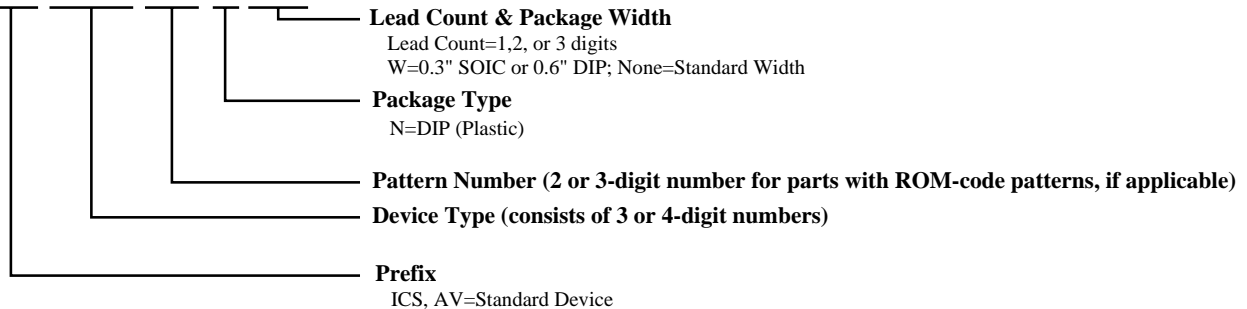 Lead Count & Package Width
Lead Count=1,2, or 3 digits
W=0.3" SOIC or 0.6" DIP; None=Standard Width
Package Type
N=DIP (Plastic)
Pattern Number (2 or 3-digit number for parts with ROM-code patterns, if applicable)
Device Type (consists of 3 or 4-digit numbers)
Prefix
ICS, AV=Standard Device